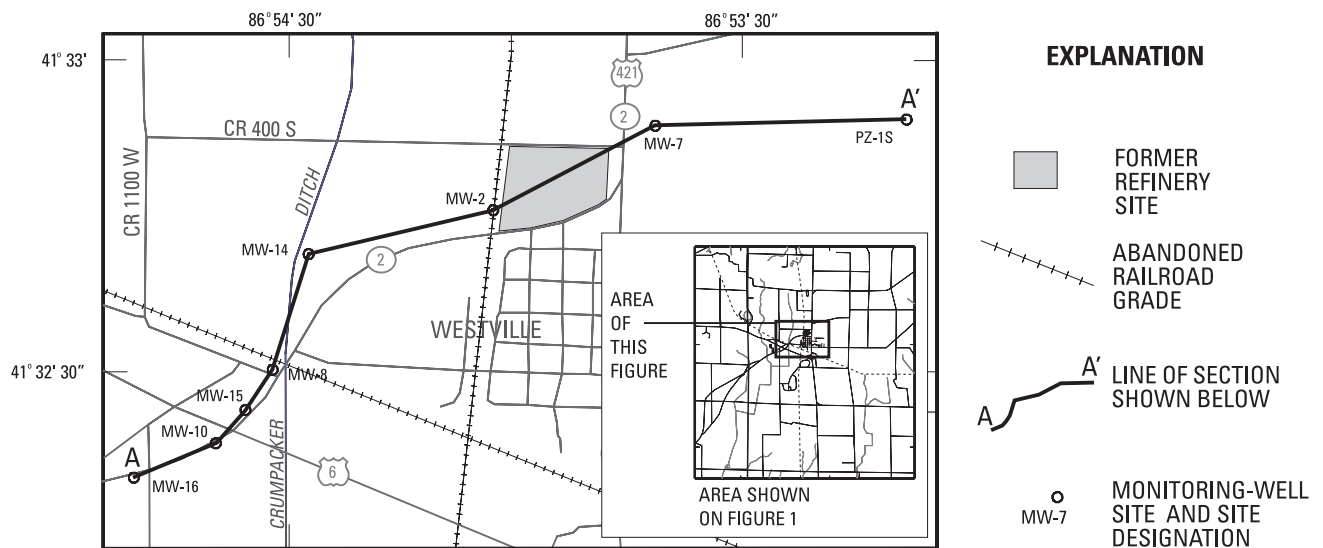 86°54'30"
86°53'30"
41°33'
421
2
A'
CR 400 S
MW-7
PZ-1S
CR 1100 W
DITCH
MW-2
MW-14
2
WESTVILLE
41°32'30"
MW-8
MW-15
MW-10
A
MW-16
CRUMPACKER
6
AREA
OF
THIS
FIGURE
AREA SHOWN
ON FIGURE 1
EXPLANATION
FORMER
REFINERY
SITE
ABANDONED
RAILROAD
GRADE
A
A'
LINE OF SECTION
SHOWN BELOW
MW-7
MONITORING-WELL
SITE AND SITE
DESIGNATION